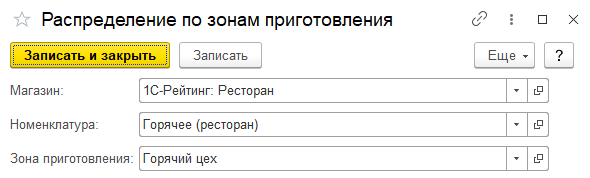 Распределение по зонам приготовления
Записать и закрыть Записать Еще ?
Магазин: 1С-Рейтинг: Ресторан
Номенклатура: Горячее (ресторан)
Зона приготовления: Горячий цех